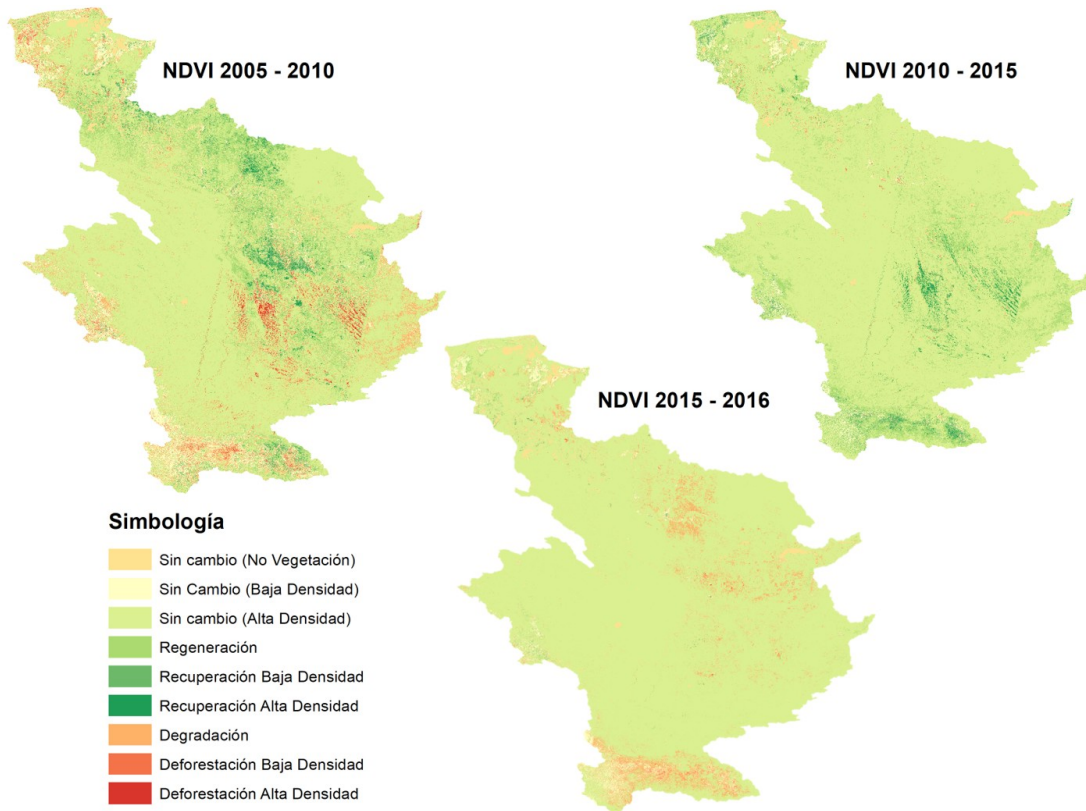 NDVI 2005 - 2010
NDVI 2010 - 2015
NDVI 2015 - 2016
Simbología
Sin cambio (No Vegetación)
Sin Cambio (Baja Densidad)
Sin cambio (Alta Densidad)
Regeneración
Recuperación Baja Densidad
Recuperación Alta Densidad
Degradación
Deforestación Baja Densidad
Deforestación Alta Densidad